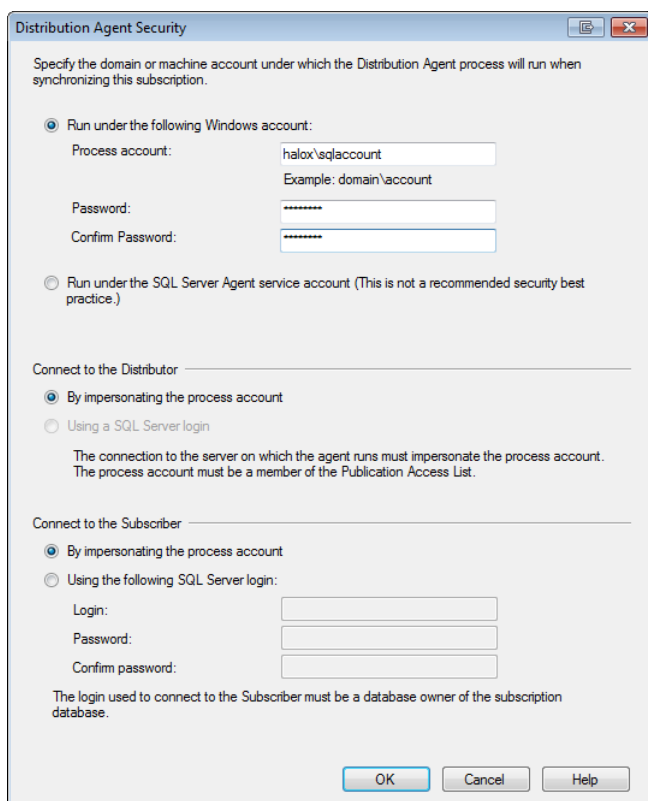 Distribution Agent Security
Specify the domain or machine account under which the Distribution Agent process will run when
synchronizing this subscription.
Run under the following Windows account:
Process account:
halox\sqlaccount
Example: domain\account
Password:
********
Confirm Password:
********
Run under the SQL Server Agent service account (This is not a recommended security best
practice.)
Connect to the Distributor
By impersonating the process account
Using a SQL Server login
The connection to the server on which the agent runs must impersonate the process account.
The process account must be a member of the Publication Access List.
Connect to the Subscriber
By impersonating the process account
Using the following SQL Server login:
Login:
Password:
Confirm password:
The login used to connect to the Subscriber must be a database owner of the subscription
database.
OK
Cancel
Help